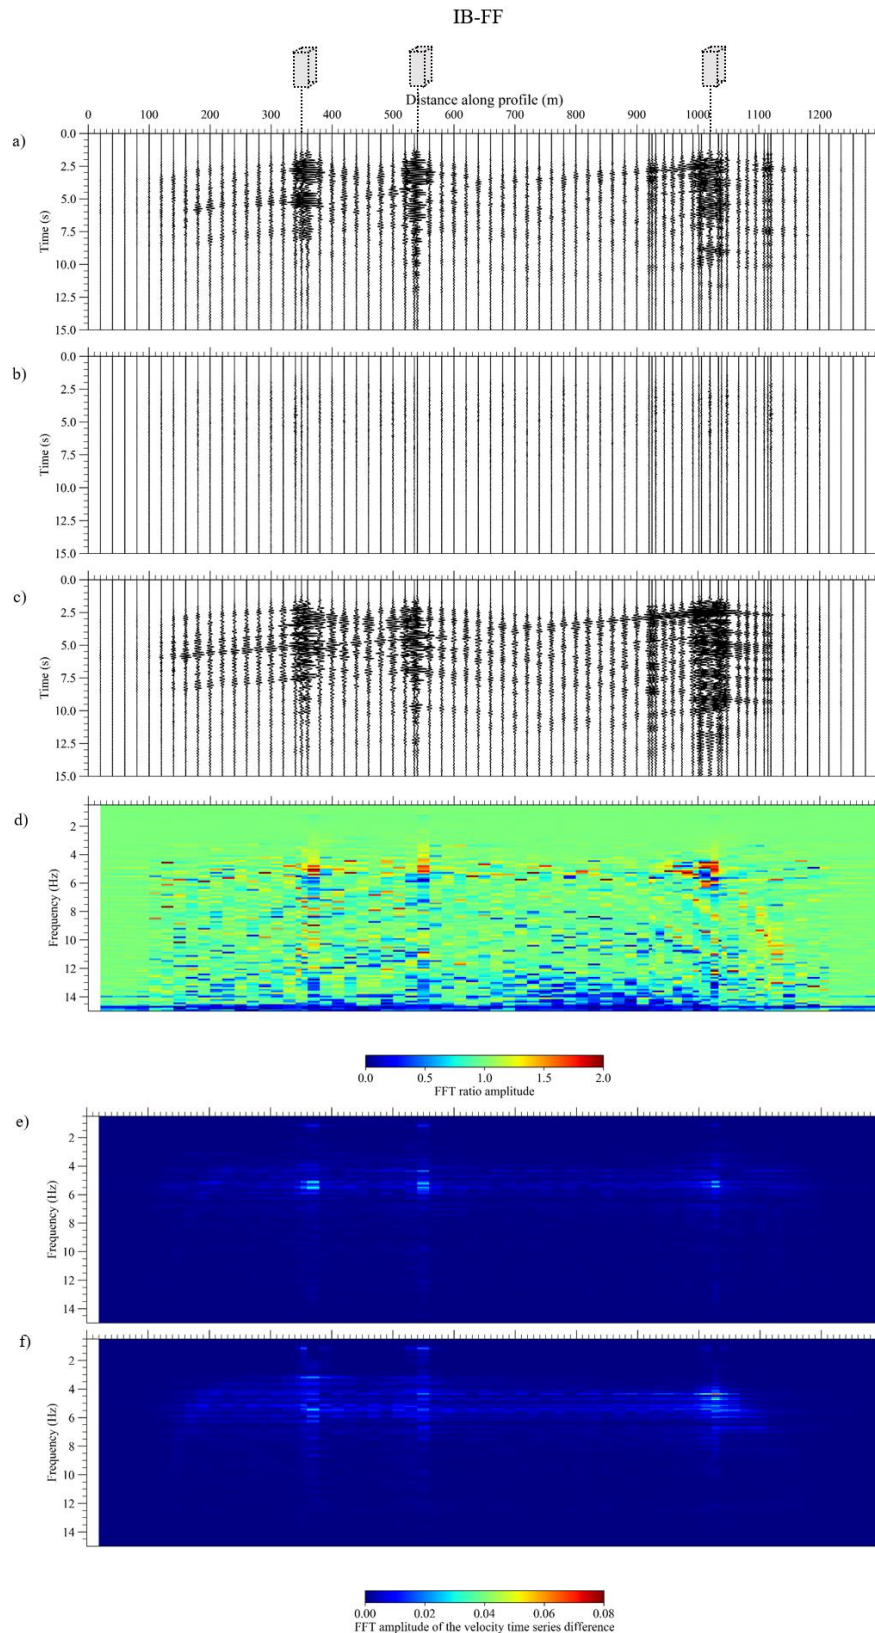 IB-FF
Distance along profile (m)
0 100 200 300 400 500 600 700 800 900 1000 1100 1200
a)
0.0
2.5
5.0
7.5
10.0
12.5
15.0
Time (s)
b)
0.0
2.5
5.0
7.5
10.0
12.5
15.0
Time (s)
c)
0.0
2.5
5.0
7.5
10.0
12.5
15.0
Time (s)
d)
2
4
6
8
10
12
14
Frequency (Hz)
0.0 0.5 1.0 1.5 2.0
FFT ratio amplitude
e)
2
4
6
8
10
12
14
Frequency (Hz)
f)
2
4
6
8
10
12
14
Frequency (Hz)
0.00 0.02 0.04 0.06 0.08
FFT amplitude of the velocity time series difference